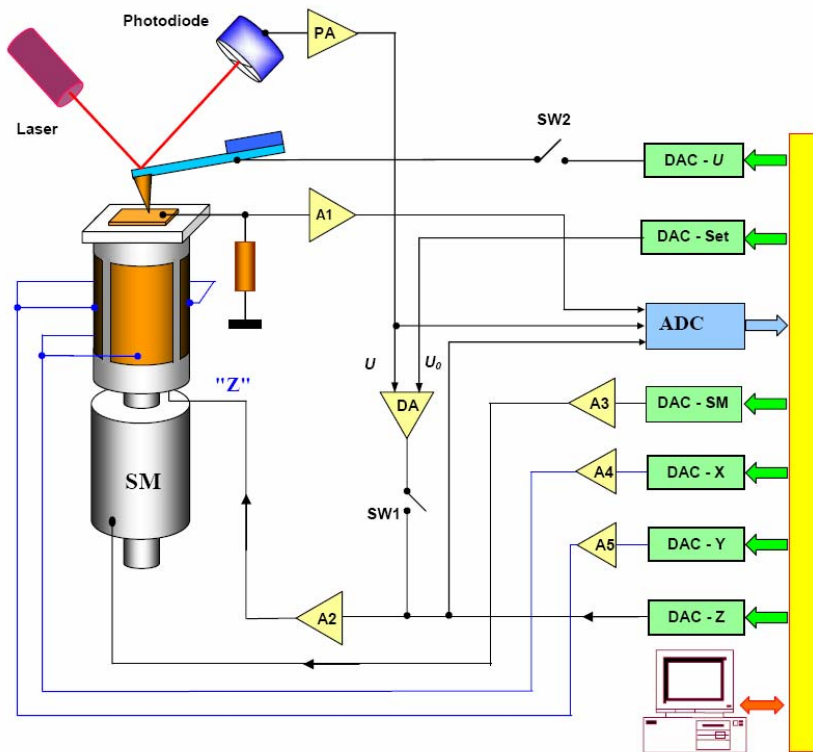 Photodiode
PA
Laser
SW2
DAC - U
A1
DAC - Set
ADC
U
U₀
"Z"
DA
A3
DAC - SM
SM
A4
DAC - X
SW1
A5
DAC - Y
A2
DAC - Z